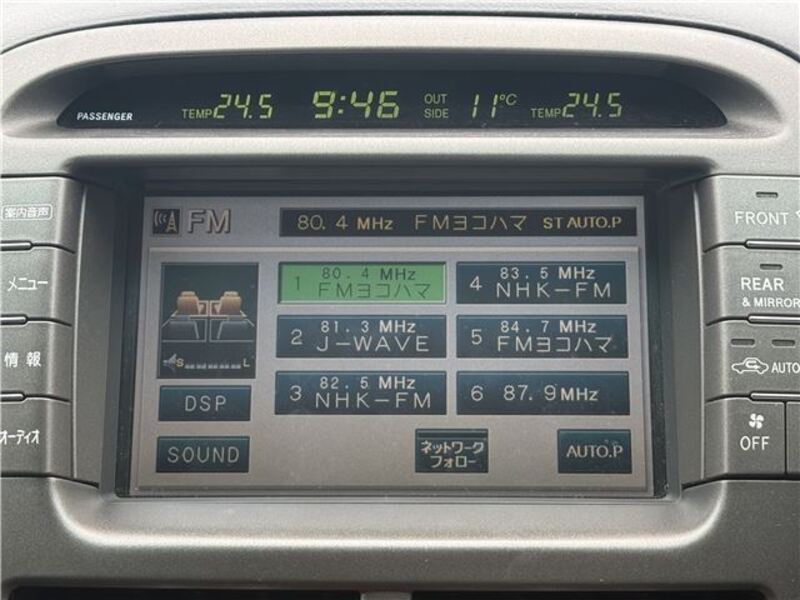 PASSENGER TEMP 24.5 9:46 OUT SIDE 11°C TEMP 24.5
案内音声
メニュー
情報
オーディオ
FM 80.4 MHz FMヨコハマ ST AUTO.P
1 80.4 MHz FMヨコハマ
2 81.3 MHz J-WAVE
3 82.5 MHz NHK-FM
4 83.5 MHz NHK-FM
5 84.7 MHz FMヨコハマ
6 87.9 MHz
S L
DSP
SOUND
ネットワーク
フォロー
AUTO.P
FRONT
REAR
& MIRROR
AUTO
OFF